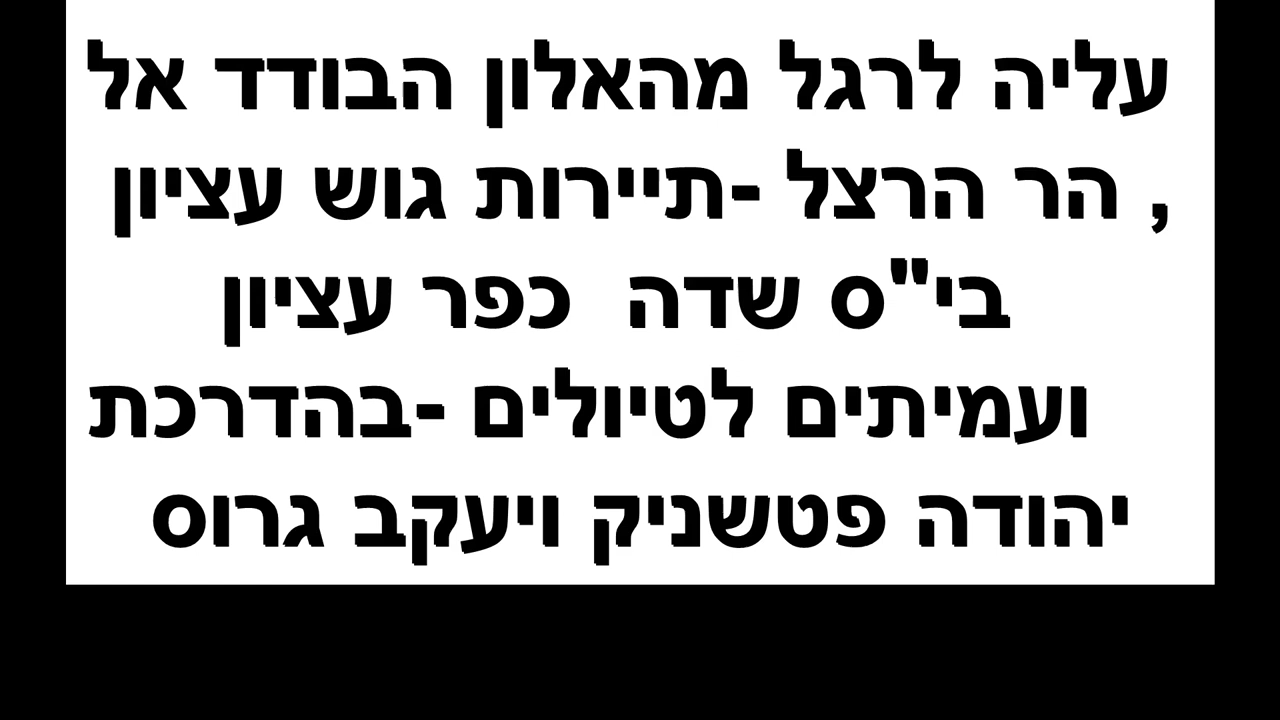 עליה לרגל מהאלון הבודד אל
, הר הרצל -תיירות גוש עציון
בי"ס שדה  כפר עציון
ועמיתים לטיולים -בהדרכת
יהודה פטשניק ויעקב גרוס